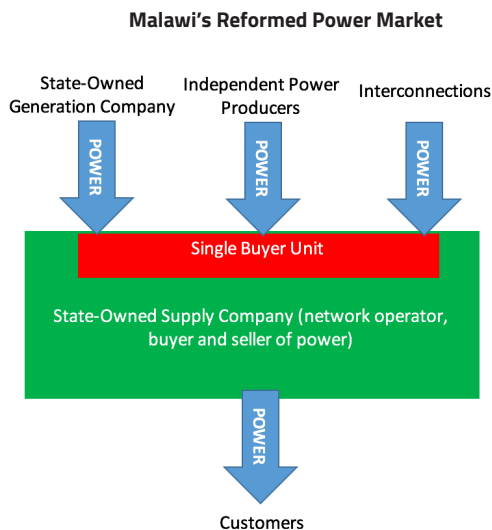 Malawi's Reformed Power Market
State-Owned
Generation Company
Independent Power
Producers
Interconnections
POWER
POWER
POWER
Single Buyer Unit
State-Owned Supply Company (network operator,
buyer and seller of power)
POWER
Customers